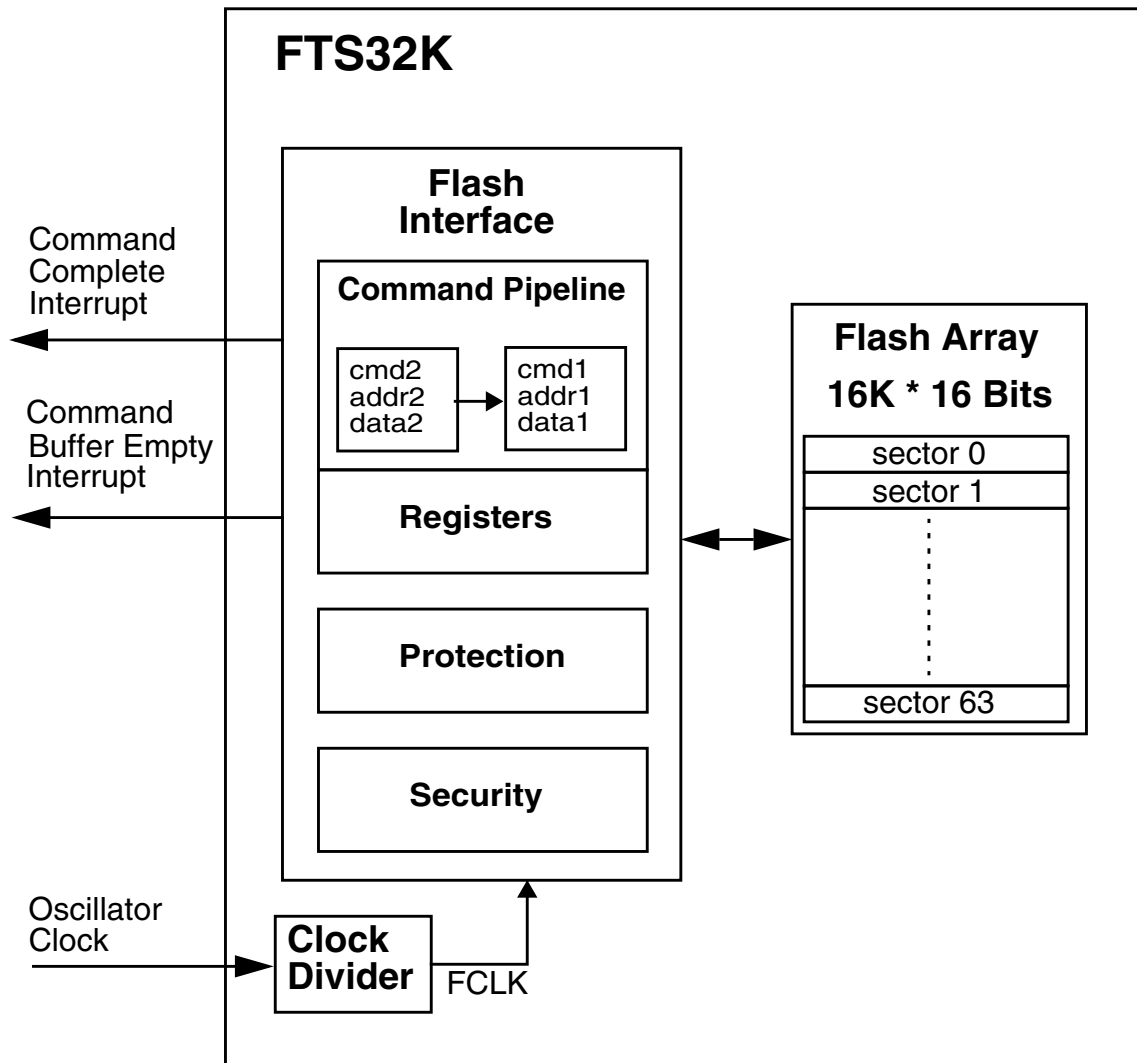 FTS32K
Flash
Interface
Command
Complete
Interrupt
Command Pipeline
cmd2
addr2
data2
cmd1
addr1
data1
Command
Buffer Empty
Interrupt
Registers
Protection
Security
Flash Array
16K * 16 Bits
sector 0
sector 1
sector 63
Oscillator
Clock
Clock
Divider
FCLK